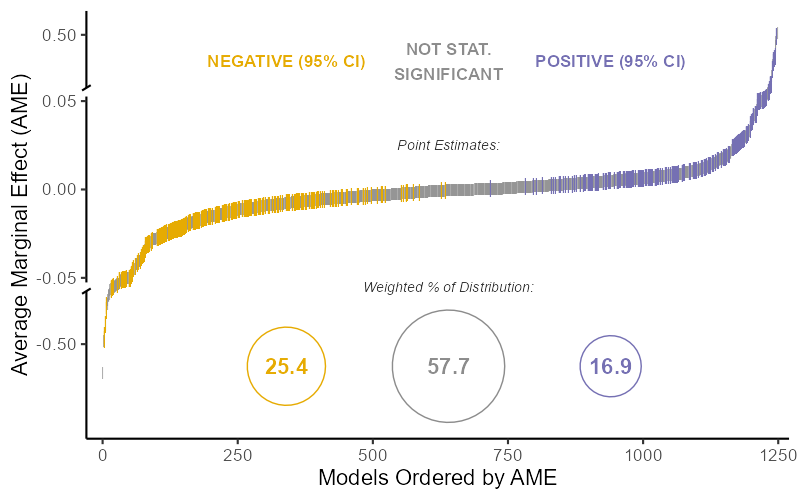 0.50
NEGATIVE (95% CI)
NOT STAT.
SIGNIFICANT
POSITIVE (95% CI)
0.05
Point Estimates:
0.00
-0.05
Weighted % of Distribution:
-0.50
25.4
57.7
16.9
Average Marginal Effect (AME)
0
250
500
750
1000
1250
Models Ordered by AME